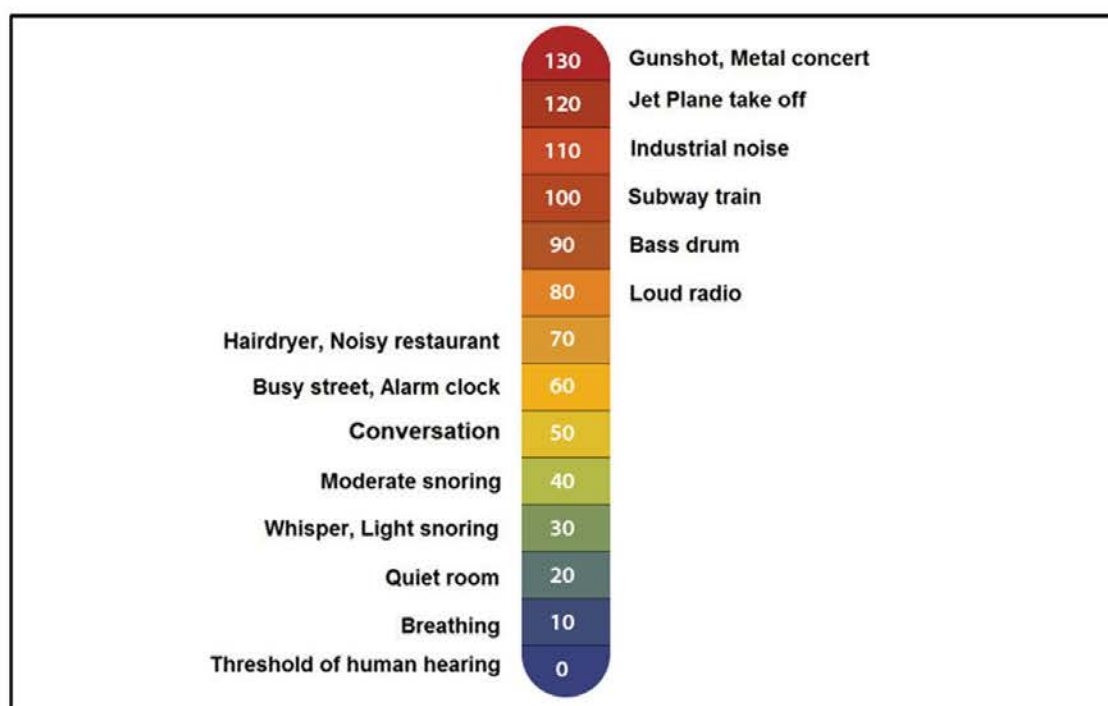 130 Gunshot, Metal concert
120 Jet Plane take off
110 Industrial noise
100 Subway train
90 Bass drum
80 Loud radio
Hairdryer, Noisy restaurant 70
Busy street, Alarm clock 60
Conversation 50
Moderate snoring 40
Whisper, Light snoring 30
Quiet room 20
Breathing 10
Threshold of human hearing 0